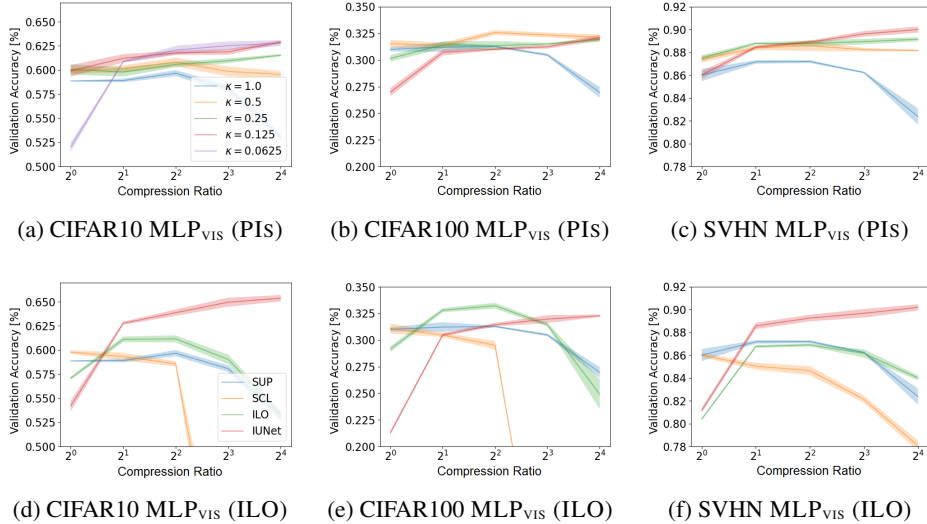 Validation Accuracy [%]
0.650
0.625
0.600
0.575
0.550
0.525
0.500
κ = 1.0
κ = 0.5
κ = 0.25
κ = 0.125
κ = 0.0625
2^0 2^1 2^2 2^3 2^4
Compression Ratio
(a) CIFAR10 MLP_VIS (PIs)
Validation Accuracy [%]
0.350
0.325
0.300
0.275
0.250
0.225
0.200
2^0 2^1 2^2 2^3 2^4
Compression Ratio
(b) CIFAR100 MLP_VIS (PIs)
Validation Accuracy [%]
0.92
0.90
0.88
0.86
0.84
0.82
0.80
0.78
2^0 2^1 2^2 2^3 2^4
Compression Ratio
(c) SVHN MLP_VIS (PIs)
Validation Accuracy [%]
0.650
0.625
0.600
0.575
0.550
0.525
0.500
SUP
SCL
ILO
IUNet
2^0 2^1 2^2 2^3 2^4
Compression Ratio
(d) CIFAR10 MLP_VIS (ILO)
Validation Accuracy [%]
0.350
0.325
0.300
0.275
0.250
0.225
0.200
2^0 2^1 2^2 2^3 2^4
Compression Ratio
(e) CIFAR100 MLP_VIS (ILO)
Validation Accuracy [%]
0.92
0.90
0.88
0.86
0.84
0.82
0.80
0.78
2^0 2^1 2^2 2^3 2^4
Compression Ratio
(f) SVHN MLP_VIS (ILO)